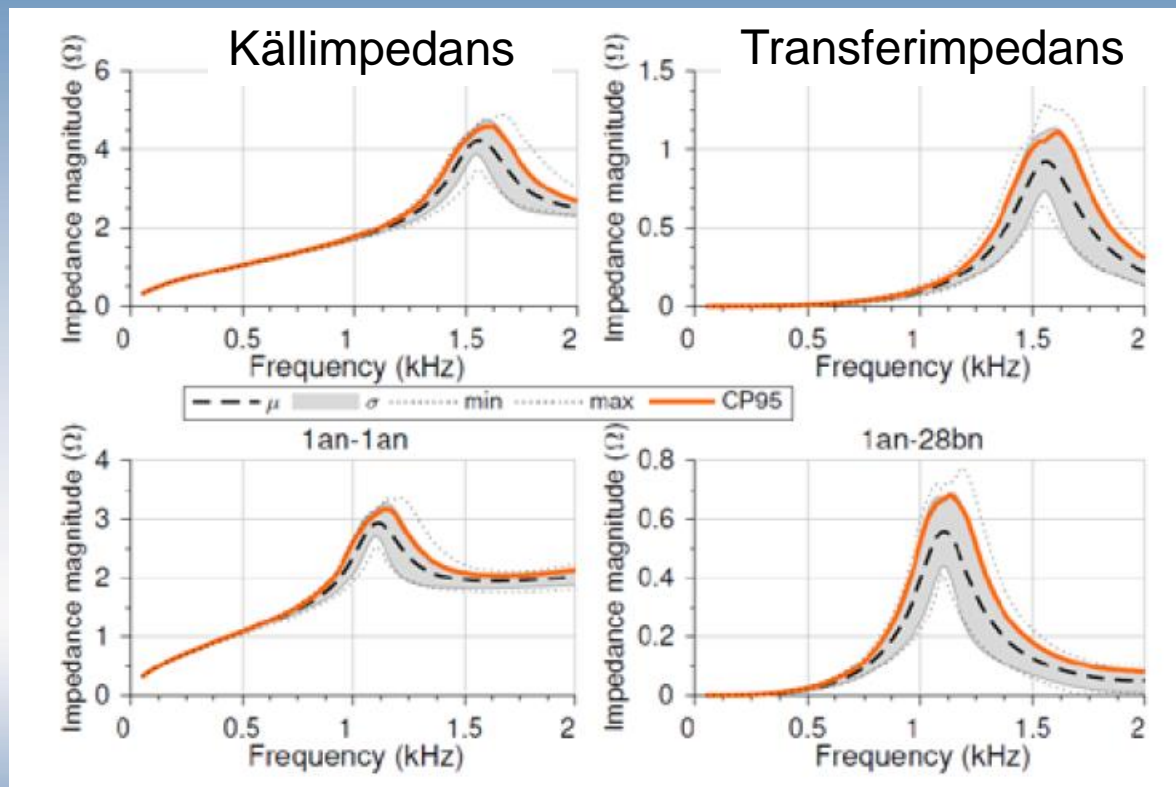 Källimpedans
Transferimpedans
Impedance magnitude (Ω)
6
4
2
0
0 0.5 1 1.5 2
Frequency (kHz)
Impedance magnitude (Ω)
1.5
1
0.5
0
0 0.5 1 1.5 2
Frequency (kHz)
μ σ min max CP95
1an-1an
Impedance magnitude (Ω)
4
3
2
1
0
0 0.5 1 1.5 2
Frequency (kHz)
1an-28bn
Impedance magnitude (Ω)
0.8
0.6
0.4
0.2
0
0 0.5 1 1.5 2
Frequency (kHz)